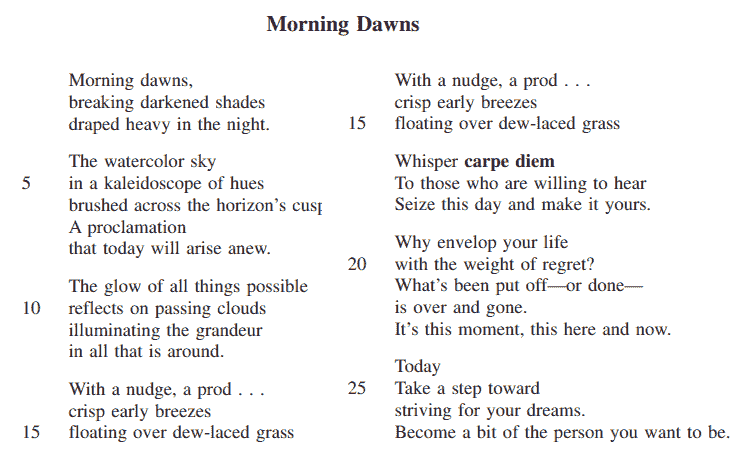 Morning Dawns
Morning dawns,
breaking darkened shades
draped heavy in the night.
The watercolor sky
5 in a kaleidoscope of hues
brushed across the horizon's cusp
A proclamation
that today will arise anew.
The glow of all things possible
10 reflects on passing clouds
illuminating the grandeur
in all that is around.
With a nudge, a prod . . .
crisp early breezes
15 floating over dew-laced grass
With a nudge, a prod . . .
crisp early breezes
15 floating over dew-laced grass
Whisper carpe diem
To those who are willing to hear
Seize this day and make it yours.
Why envelop your life
20 with the weight of regret?
What's been put off—or done—
is over and gone.
It's this moment, this here and now.
Today
25 Take a step toward
striving for your dreams.
Become a bit of the person you want to be.